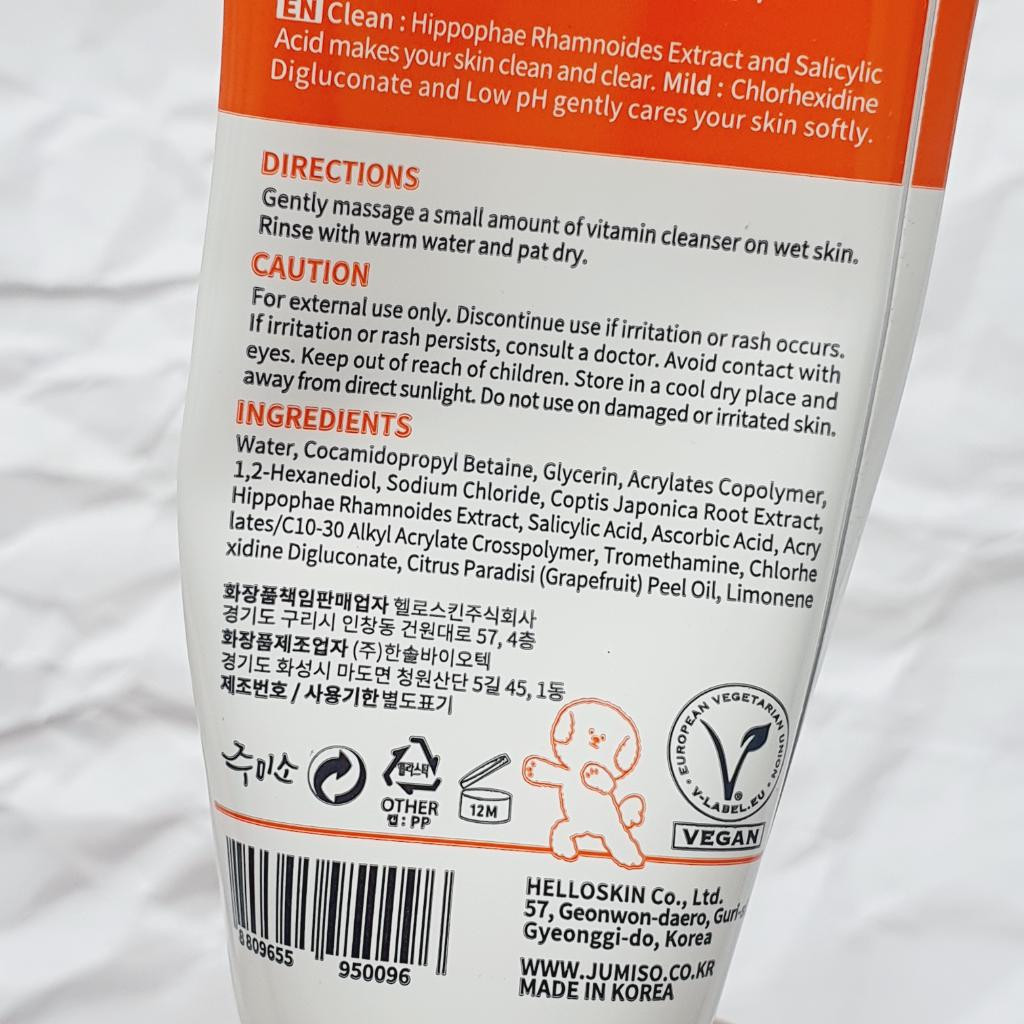 EN Clean : Hippophae Rhamnoides Extract and Salicylic
Acid makes your skin clean and clear. Mild : Chlorhexidine
Digluconate and Low pH gently cares your skin softly.
DIRECTIONS
Gently massage a small amount of vitamin cleanser on wet skin.
Rinse with warm water and pat dry.
CAUTION
For external use only. Discontinue use if irritation or rash occurs.
If irritation or rash persists, consult a doctor. Avoid contact with
eyes. Keep out of reach of children. Store in a cool dry place and
away from direct sunlight. Do not use on damaged or irritated skin.
INGREDIENTS
Water, Cocamidopropyl Betaine, Glycerin, Acrylates Copolymer,
1,2-Hexanediol, Sodium Chloride, Coptis Japonica Root Extract,
Hippophae Rhamnoides Extract, Salicylic Acid, Ascorbic Acid, Acry
lates/C10-30 Alkyl Acrylate Crosspolymer, Tromethamine, Chlorhe
xidine Digluconate, Citrus Paradisi (Grapefruit) Peel Oil, Limonene
화장품책임판매업자 헬로스킨주식회사
경기도 구리시 인창동 건원대로 57, 4층
화장품제조업자 (주)한솔바이오텍
경기도 화성시 마도면 청원산단 5길 45, 1동
제조번호 / 사용기한 별도표기
주미소
플라스틱
OTHER
캡 : PP
12M
EUROPEAN VEGETARIAN UNION
V-LABEL.EU
®
VEGAN
8 809655 950096
HELLOSKIN Co., Ltd.
57, Geonwon-daero, Guri-
Gyeonggi-do, Korea
WWW.JUMISO.CO.KR
MADE IN KOREA